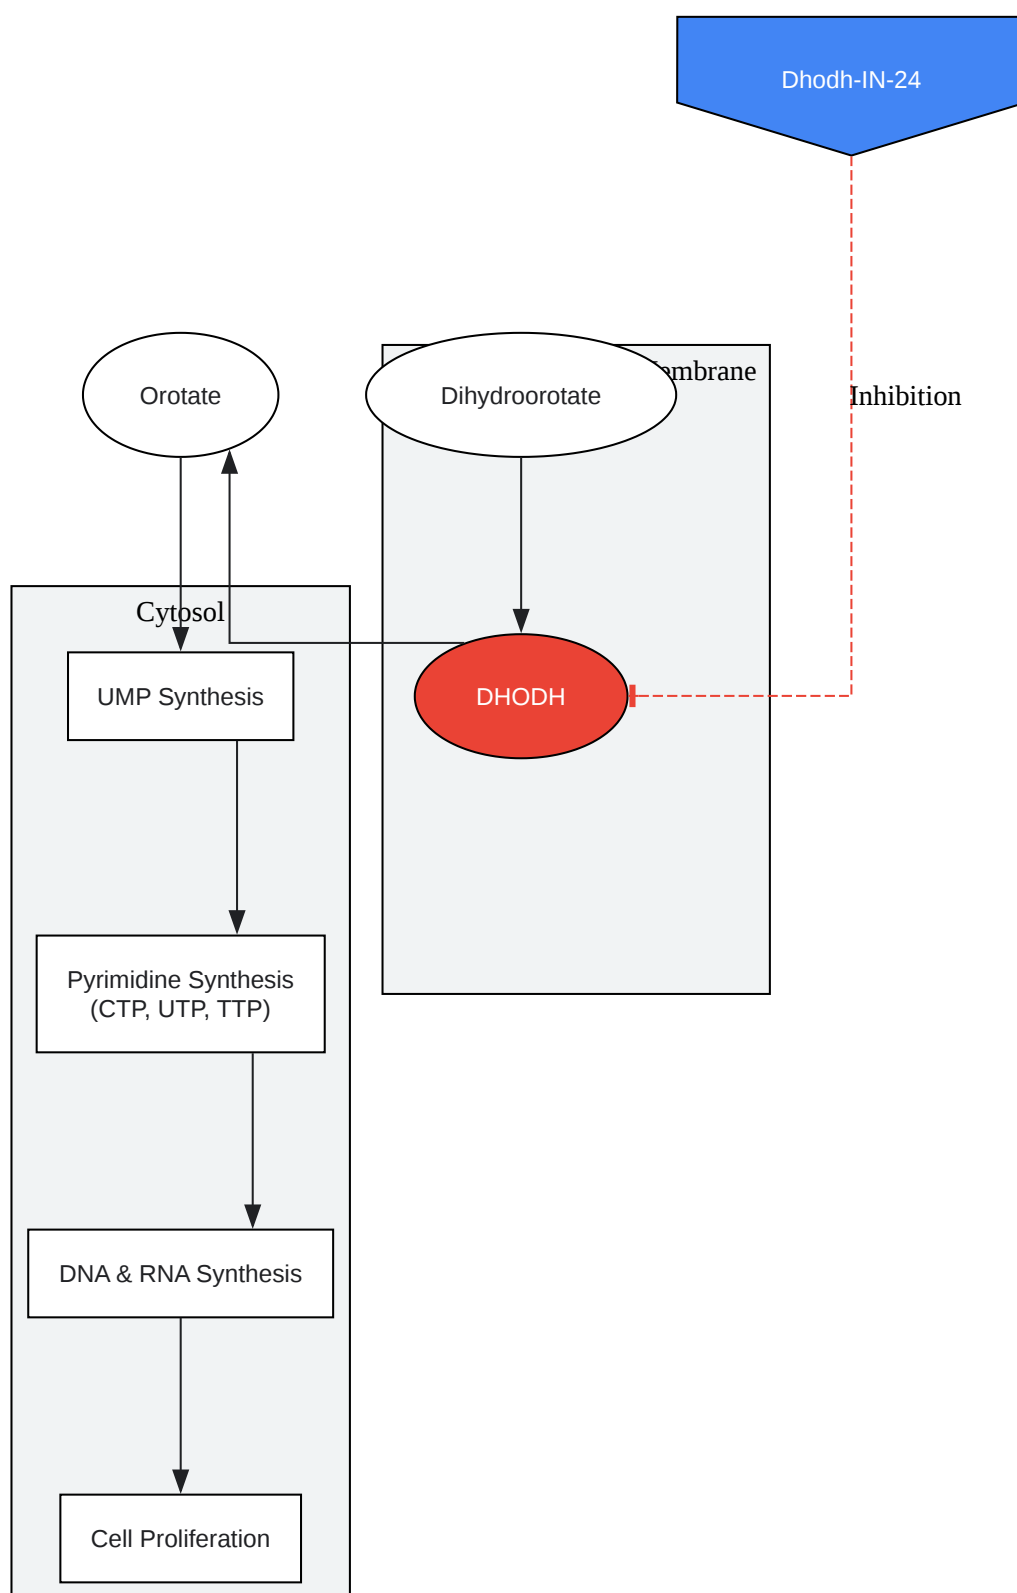 Dhodh-IN-24
Orotate
Dihydroorotate
Inhibition
Cytosol
UMP Synthesis
DHODH
Pyrimidine Synthesis
(CTP, UTP, TTP)
DNA & RNA Synthesis
Cell Proliferation